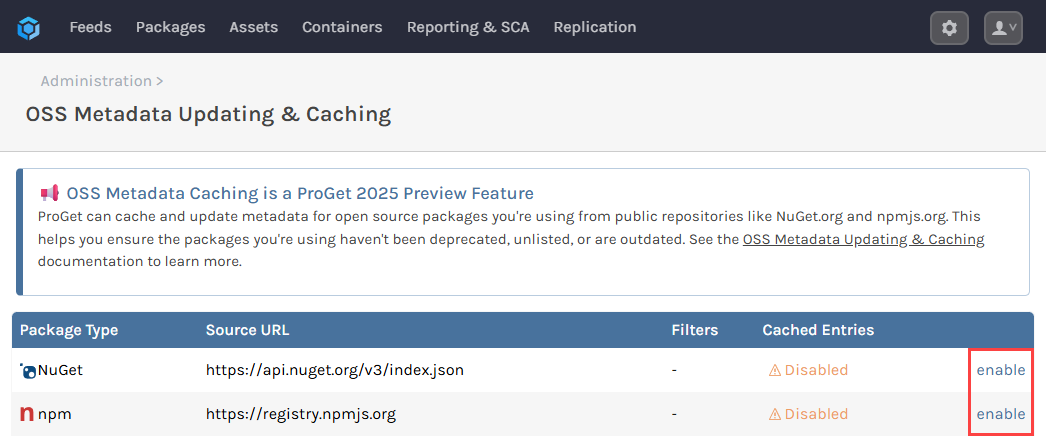 Feeds Packages Assets Containers Reporting & SCA Replication
Administration >
OSS Metadata Updating & Caching
OSS Metadata Caching is a ProGet 2025 Preview Feature
ProGet can cache and update metadata for open source packages you're using from public repositories like NuGet.org and npmjs.org. This
helps you ensure the packages you're using haven't been deprecated, unlisted, or are outdated. See the OSS Metadata Updating & Caching
documentation to learn more.
Package Type Source URL Filters Cached Entries
NuGet https://api.nuget.org/v3/index.json - Disabled enable
n npm https://registry.npmjs.org - Disabled enable